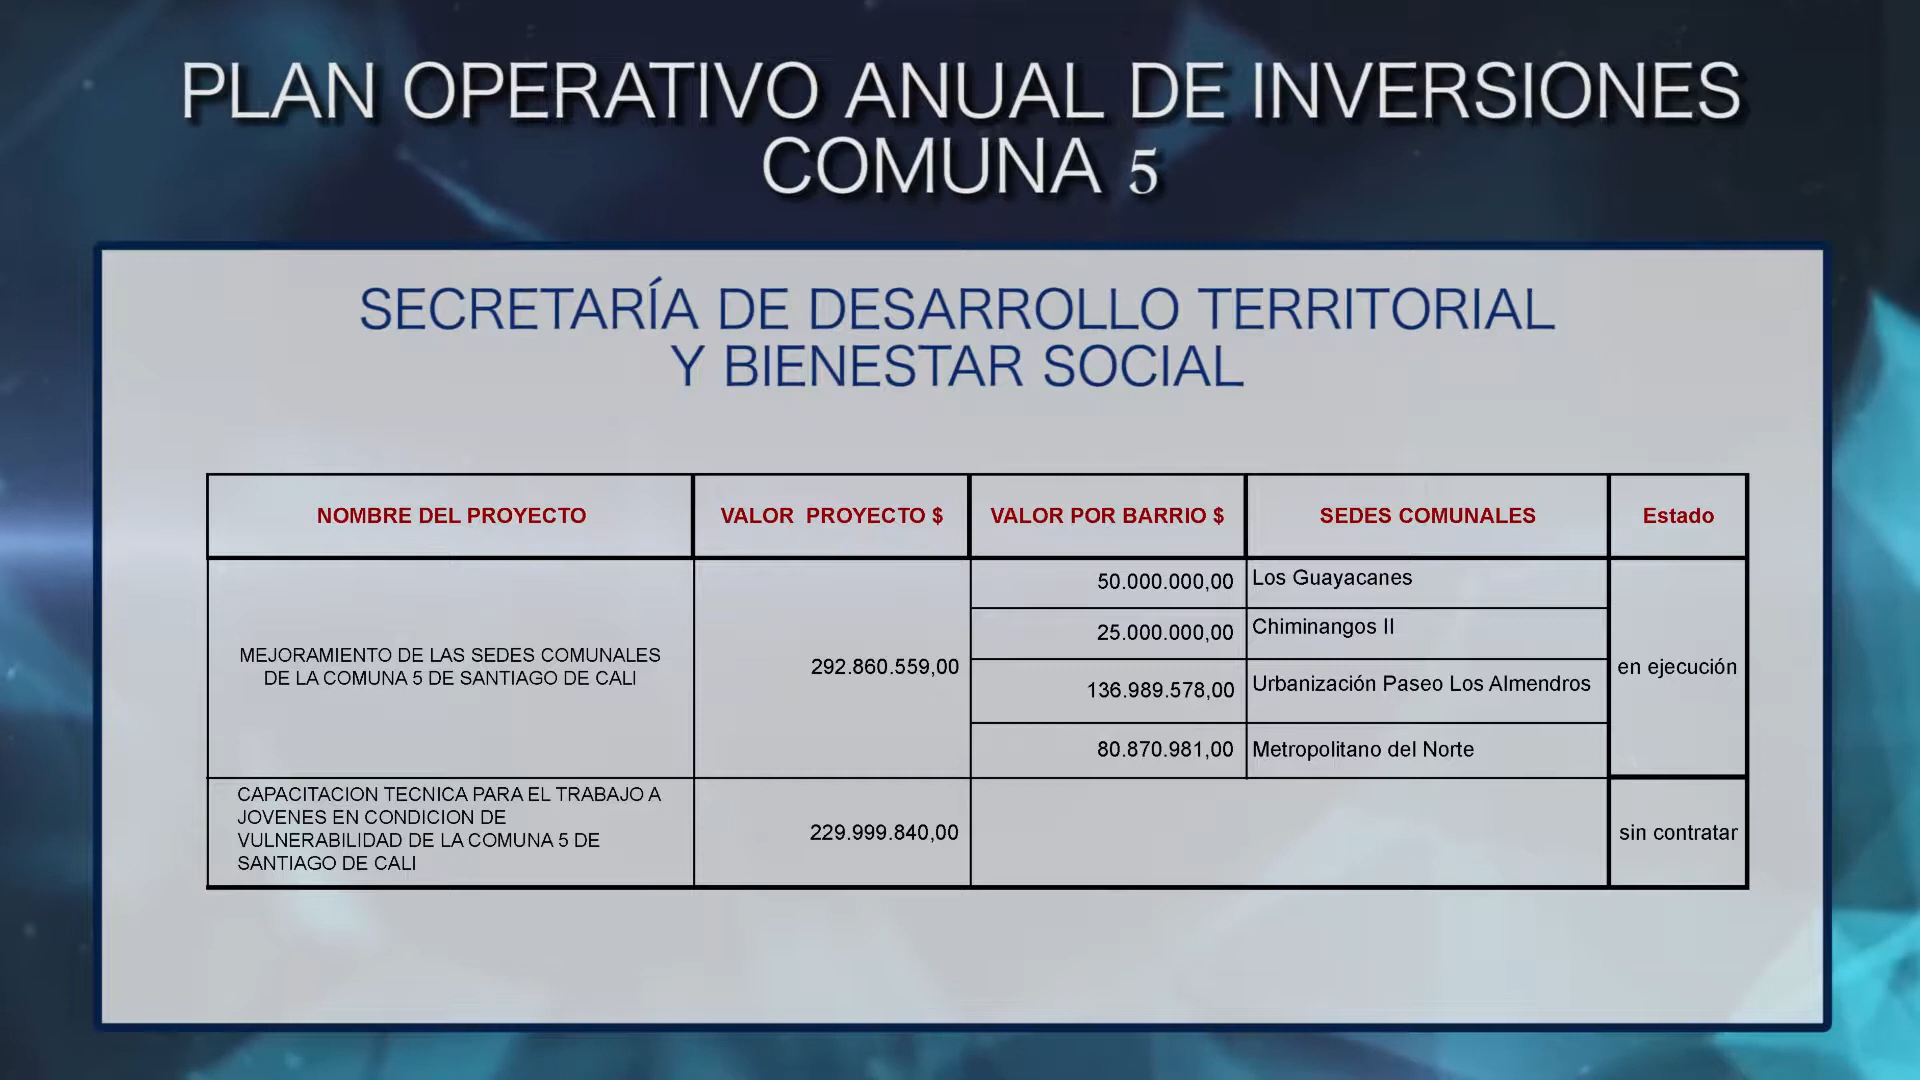 PLAN OPERATIVO ANUAL DE INVERSIONES
COMUNA 5
SECRETARÍA DE DESARROLLO TERRITORIAL
Y BIENESTAR SOCIAL
NOMBRE DEL PROYECTO
VALOR PROYECTO $
VALOR POR BARRIO $
SEDES COMUNALES
Estado
MEJORAMIENTO DE LAS SEDES COMUNALES
DE LA COMUNA 5 DE SANTIAGO DE CALI
292.860.559,00
50.000.000,00
Los Guayacanes
25.000.000,00
Chiminangos II
136.989.578,00
Urbanización Paseo Los Almendros
80.870.981,00
Metropolitano del Norte
en ejecución
CAPACITACION TECNICA PARA EL TRABAJO A
JOVENES EN CONDICION DE
VULNERABILIDAD DE LA COMUNA 5 DE
SANTIAGO DE CALI
229.999.840,00
sin contratar